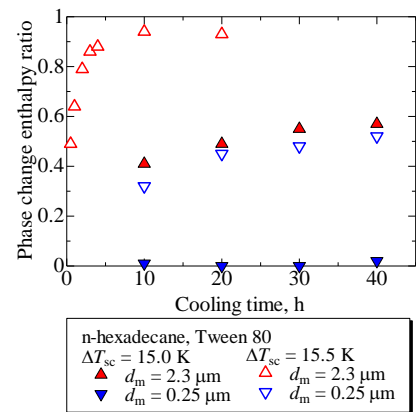 Phase change enthalpy ratio
1
0.8
0.6
0.4
0.2
0
0 10 20 30 40
Cooling time, h
n-hexadecane, Tween 80
ΔTsc = 15.0 K ΔTsc = 15.5 K
dm = 2.3 μm dm = 2.3 μm
dm = 0.25 μm dm = 0.25 μm